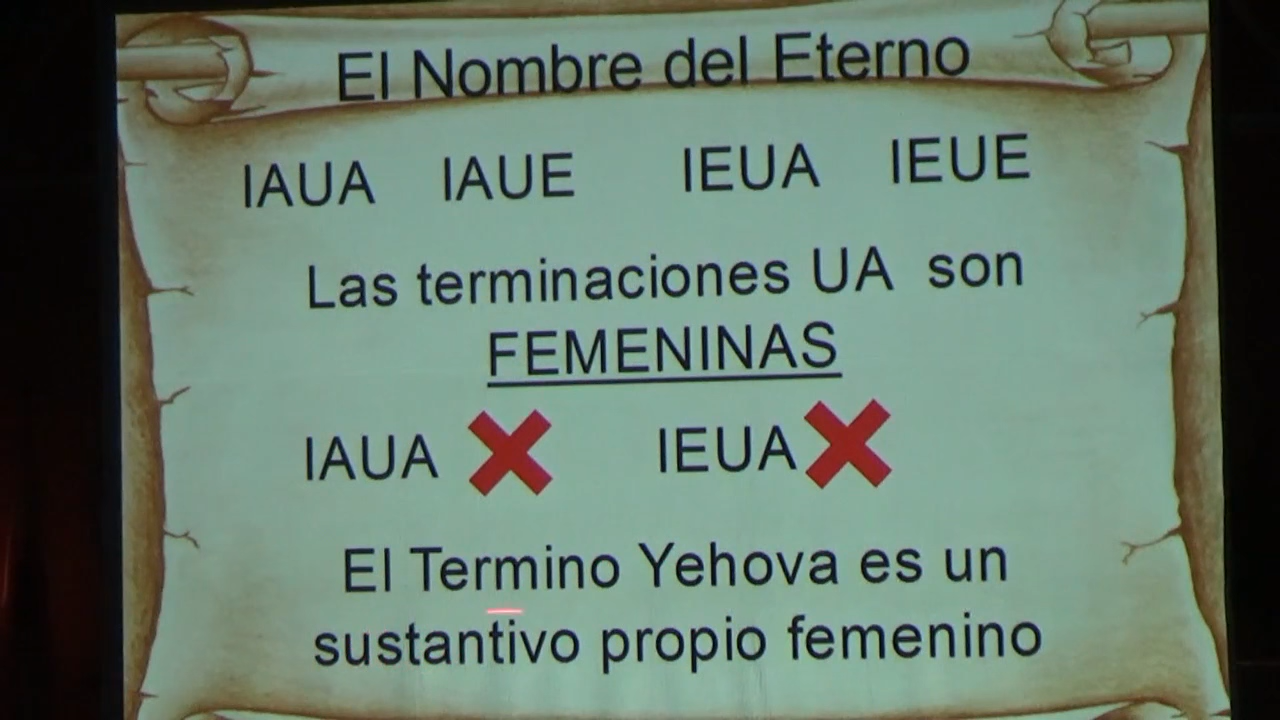 El Nombre del Eterno
IAUA IAUE IEUA IEUE
Las terminaciones UA son
FEMENINAS
IAUA IEUA
El Termino Yehova es un
sustantivo propio femenino